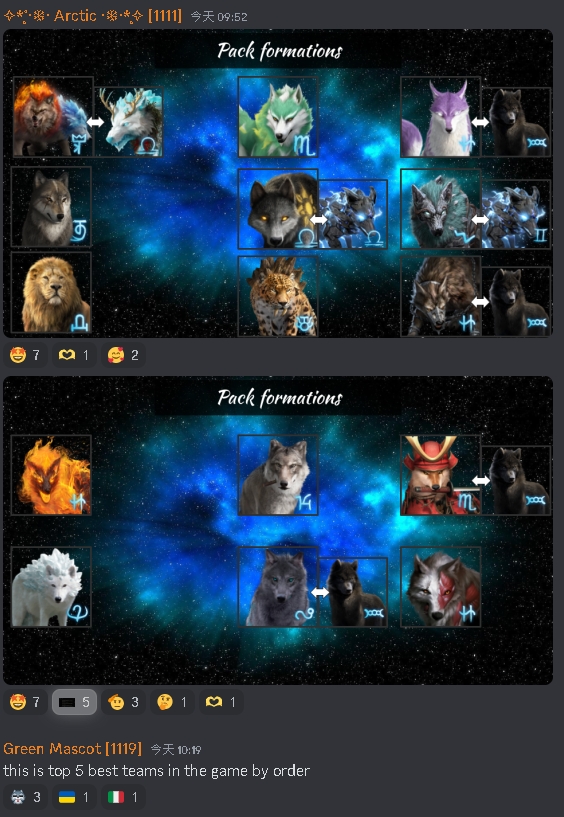 ✧*̥˚·❄· Arctic ·❄·*̥✧ [1111] 今天 09:52
Pack formations
7 1 2
Pack formations
7 5 3 1 1
Green Mascot [1119] 今天 10:19
this is top 5 best teams in the game by order
3 1 1